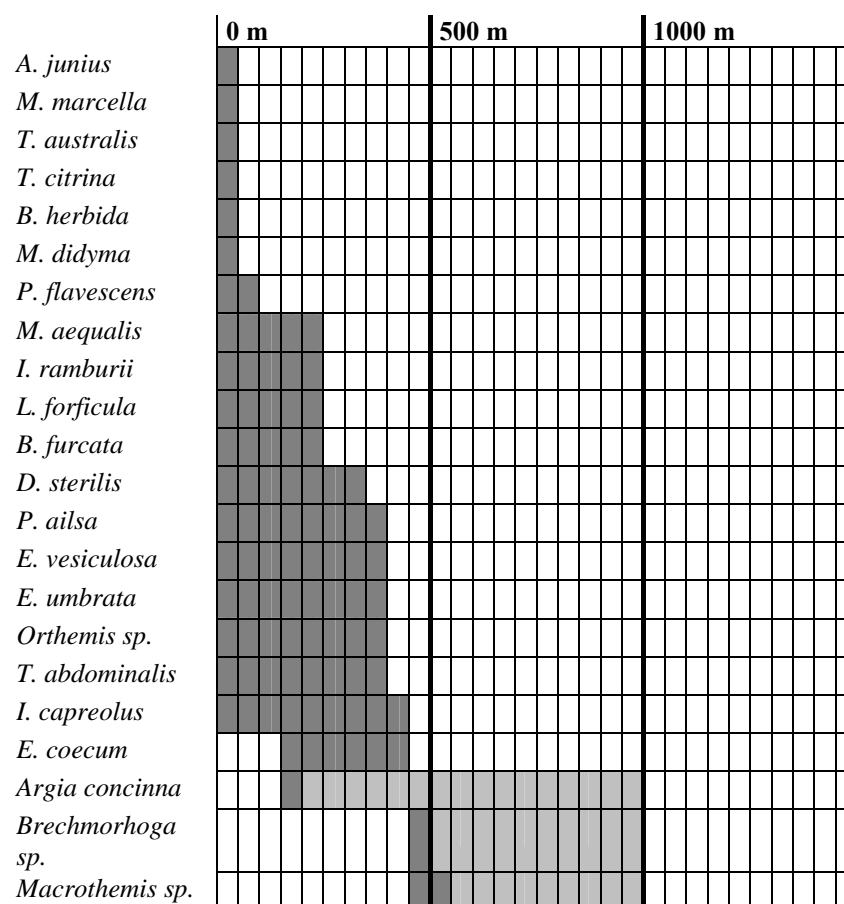 0 m 500 m 1000 m
A. junius
M. marcella
T. australis
T. citrina
B. herbida
M. didyma
P. flavescens
M. aequalis
I. ramburii
L. forficula
B. furcata
D. sterilis
P. ailsa
E. vesiculosa
E. umbrata
Orthemis sp.
T. abdominalis
I. capreolus
E. coecum
Argia concinna
Brechmorhoga
sp.
Macrothemis sp.